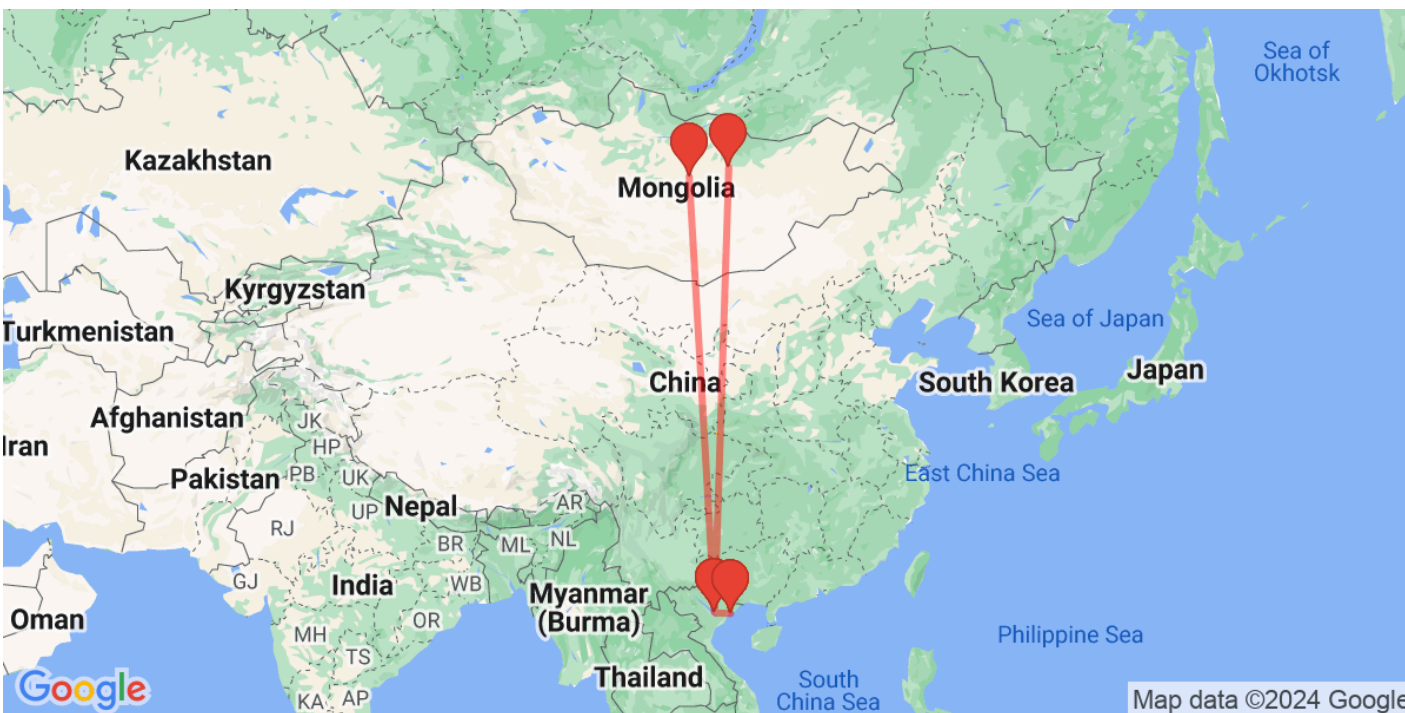 Sea of
Okhotsk
Kazakhstan
Mongolia
Kyrgyzstan
Turkmenistan
Sea of Japan
China
South Korea
Japan
Afghanistan
JK
Iran
HP
Pakistan
PB
UK
East China Sea
UP
Nepal
AR
RJ
BR
ML
NL
GJ
India
WB
Myanmar
(Burma)
Oman
OR
MH
Philippine Sea
TS
Thailand
South
China Sea
Google
KA
AP
Map data ©2024 Google